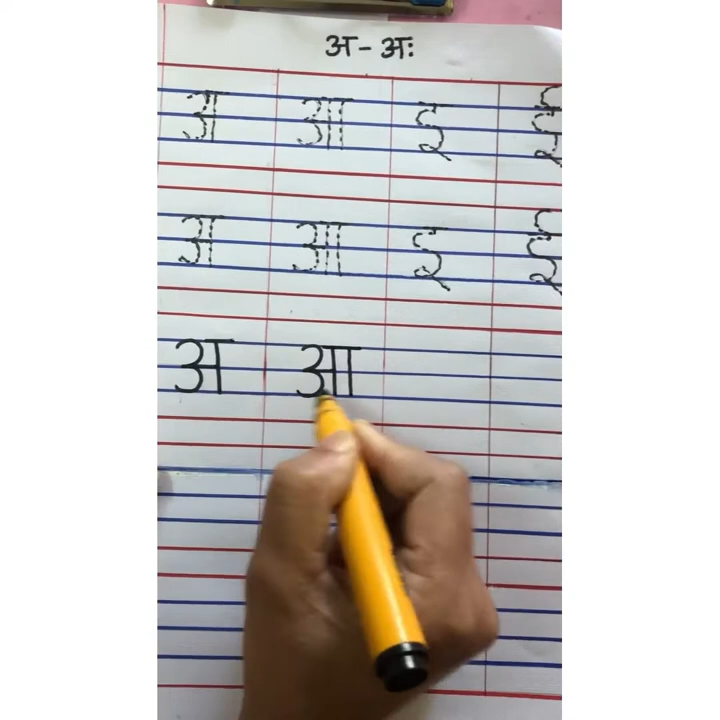 अ - अः
अ आ इ ई
अ आ इ ई
अ आ